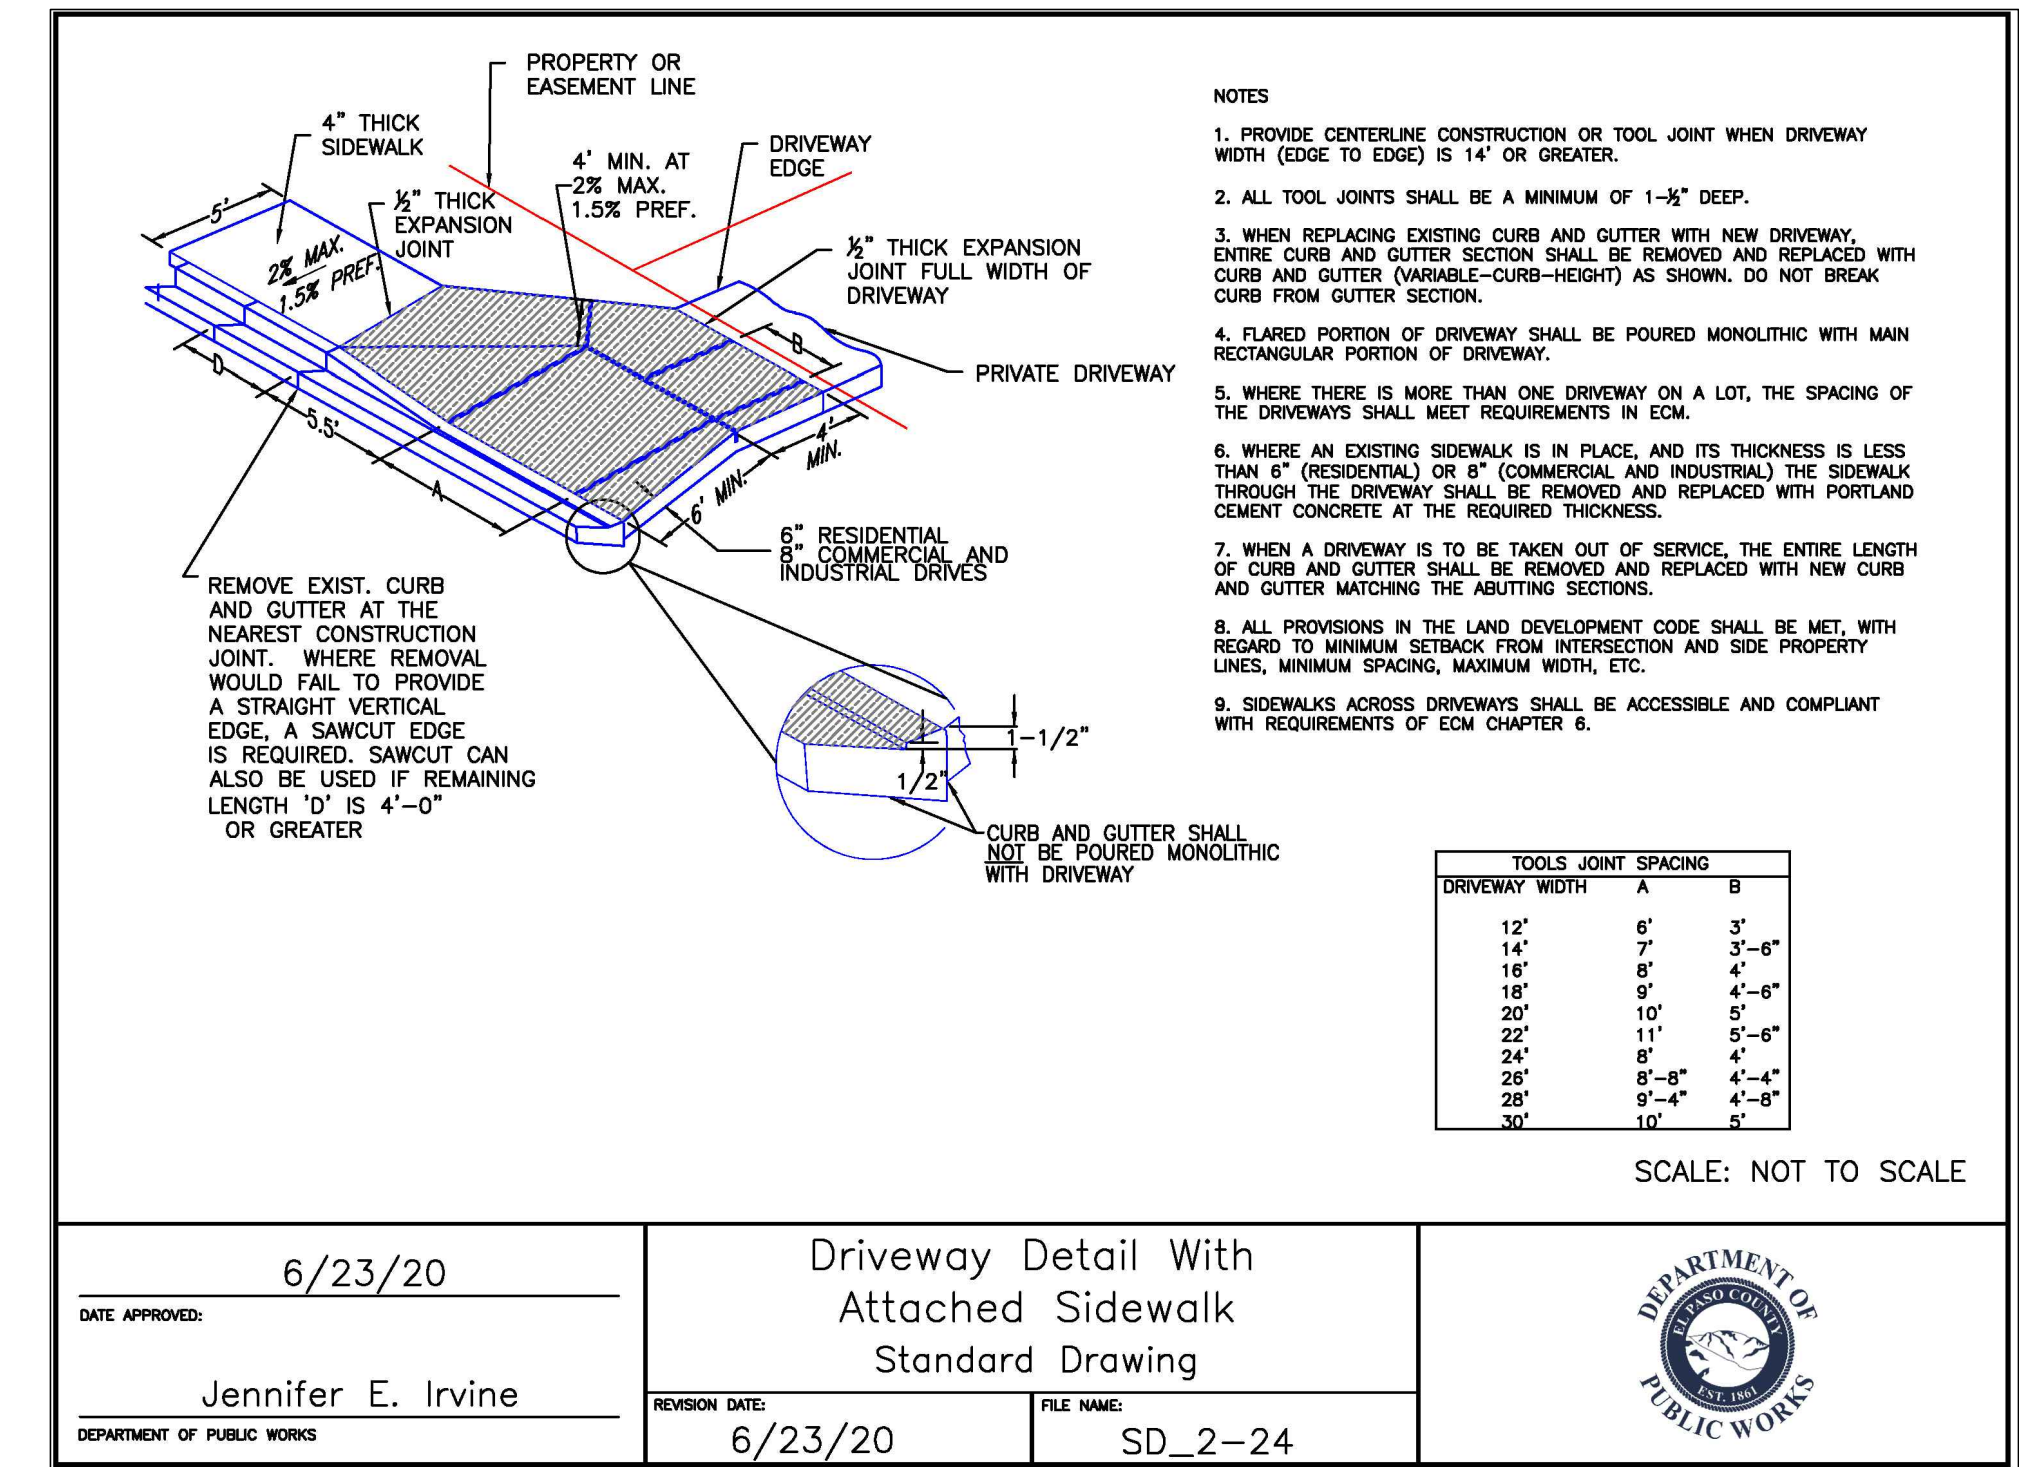 PROPERTY OR
EASEMENT LINE
4" THICK
SIDEWALK
DRIVEWAY
EDGE
4' MIN. AT
2% MAX.
1.5% PREF.
½" THICK
EXPANSION
JOINT
5'
2% MAX.
1.5% PREF.
½" THICK EXPANSION
JOINT FULL WIDTH OF
DRIVEWAY
B
PRIVATE DRIVEWAY
D
5.5'
A
4'
MIN.
6' MIN.
6" RESIDENTIAL
8" COMMERCIAL AND
INDUSTRIAL DRIVES
REMOVE EXIST. CURB
AND GUTTER AT THE
NEAREST CONSTRUCTION
JOINT. WHERE REMOVAL
WOULD FAIL TO PROVIDE
A STRAIGHT VERTICAL
EDGE, A SAWCUT EDGE
IS REQUIRED. SAWCUT CAN
ALSO BE USED IF REMAINING
LENGTH 'D' IS 4'-0"
OR GREATER
1-1/2"
1/2"
CURB AND GUTTER SHALL
NOT BE POURED MONOLITHIC
WITH DRIVEWAY
NOTES
1. PROVIDE CENTERLINE CONSTRUCTION OR TOOL JOINT WHEN DRIVEWAY
WIDTH (EDGE TO EDGE) IS 14' OR GREATER.
2. ALL TOOL JOINTS SHALL BE A MINIMUM OF 1-½" DEEP.
3. WHEN REPLACING EXISTING CURB AND GUTTER WITH NEW DRIVEWAY,
ENTIRE CURB AND GUTTER SECTION SHALL BE REMOVED AND REPLACED WITH
CURB AND GUTTER (VARIABLE-CURB-HEIGHT) AS SHOWN. DO NOT BREAK
CURB FROM GUTTER SECTION.
4. FLARED PORTION OF DRIVEWAY SHALL BE POURED MONOLITHIC WITH MAIN
RECTANGULAR PORTION OF DRIVEWAY.
5. WHERE THERE IS MORE THAN ONE DRIVEWAY ON A LOT, THE SPACING OF
THE DRIVEWAYS SHALL MEET REQUIREMENTS IN ECM.
6. WHERE AN EXISTING SIDEWALK IS IN PLACE, AND ITS THICKNESS IS LESS
THAN 6" (RESIDENTIAL) OR 8" (COMMERCIAL AND INDUSTRIAL) THE SIDEWALK
THROUGH THE DRIVEWAY SHALL BE REMOVED AND REPLACED WITH PORTLAND
CEMENT CONCRETE AT THE REQUIRED THICKNESS.
7. WHEN A DRIVEWAY IS TO BE TAKEN OUT OF SERVICE, THE ENTIRE LENGTH
OF CURB AND GUTTER SHALL BE REMOVED AND REPLACED WITH NEW CURB
AND GUTTER MATCHING THE ABUTTING SECTIONS.
8. ALL PROVISIONS IN THE LAND DEVELOPMENT CODE SHALL BE MET, WITH
REGARD TO MINIMUM SETBACK FROM INTERSECTION AND SIDE PROPERTY
LINES, MINIMUM SPACING, MAXIMUM WIDTH, ETC.
9. SIDEWALKS ACROSS DRIVEWAYS SHALL BE ACCESSIBLE AND COMPLIANT
WITH REQUIREMENTS OF ECM CHAPTER 6.
TOOLS JOINT SPACING
DRIVEWAY WIDTH A B
12' 6' 3'
14' 7' 3'-6"
16' 8' 4'
18' 9' 4'-6"
20' 10' 5'
22' 11' 5'-6"
24' 8' 4'
26' 8'-8" 4'-4"
28' 9'-4" 4'-8"
30' 10' 5'
SCALE: NOT TO SCALE
6/23/20
DATE APPROVED:
Jennifer E. Irvine
DEPARTMENT OF PUBLIC WORKS
Driveway Detail With
Attached Sidewalk
Standard Drawing
REVISION DATE:
6/23/20
FILE NAME:
SD_2-24
DEPARTMENT OF
EL PASO COUNTY
EST. 1861
PUBLIC WORKS